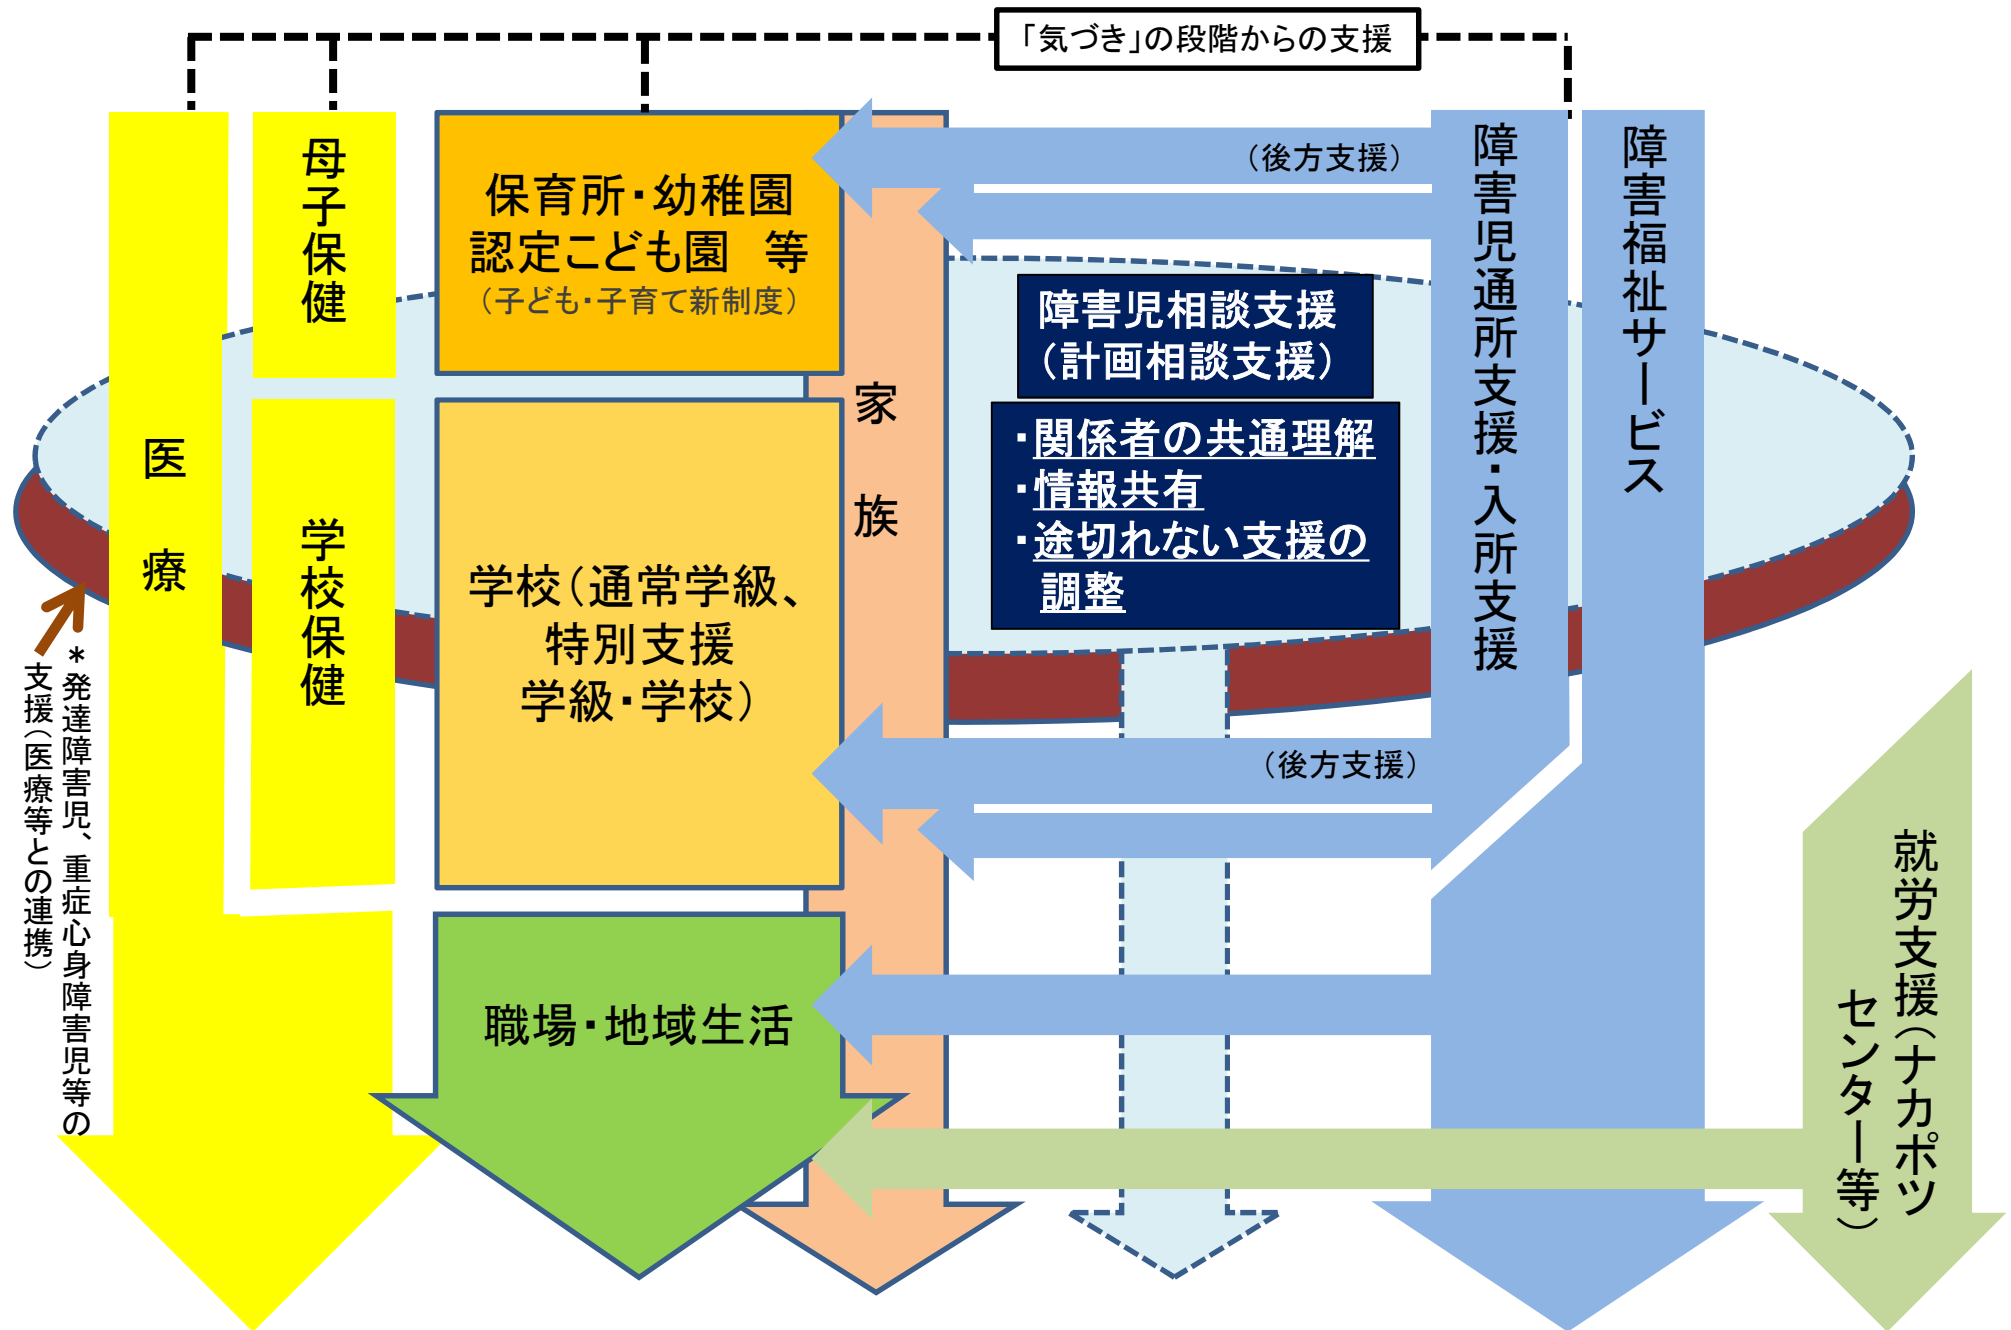 「気づき」の段階からの支援
医療
母子保健
学校保健
保育所・幼稚園
認定こども園　等
（子ども・子育て新制度）
学校（通常学級、
特別支援
学級・学校）
職場・地域生活
家族
（後方支援）
障害児相談支援
（計画相談支援）
・関係者の共通理解
・情報共有
・途切れない支援の
調整
（後方支援）
障害児通所支援・入所支援
障害福祉サービス
就労支援（ナカポツ
センター等）
＊発達障害児、重症心身障害児等の
支援（医療等との連携）